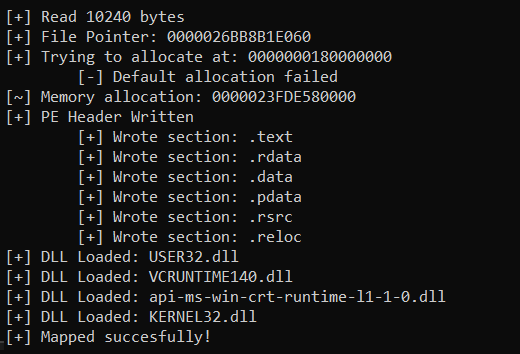 [+] Read 10240 bytes
[+] File Pointer: 0000026BB8B1E060
[+] Trying to allocate at: 0000000180000000
[-] Default allocation failed
[~] Memory allocation: 0000023FDE580000
[+] PE Header Written
[+] Wrote section: .text
[+] Wrote section: .rdata
[+] Wrote section: .data
[+] Wrote section: .pdata
[+] Wrote section: .rsrc
[+] Wrote section: .reloc
[+] DLL Loaded: USER32.dll
[+] DLL Loaded: VCRUNTIME140.dll
[+] DLL Loaded: api-ms-win-crt-runtime-l1-1-0.dll
[+] DLL Loaded: KERNEL32.dll
[+] Mapped succesfully!